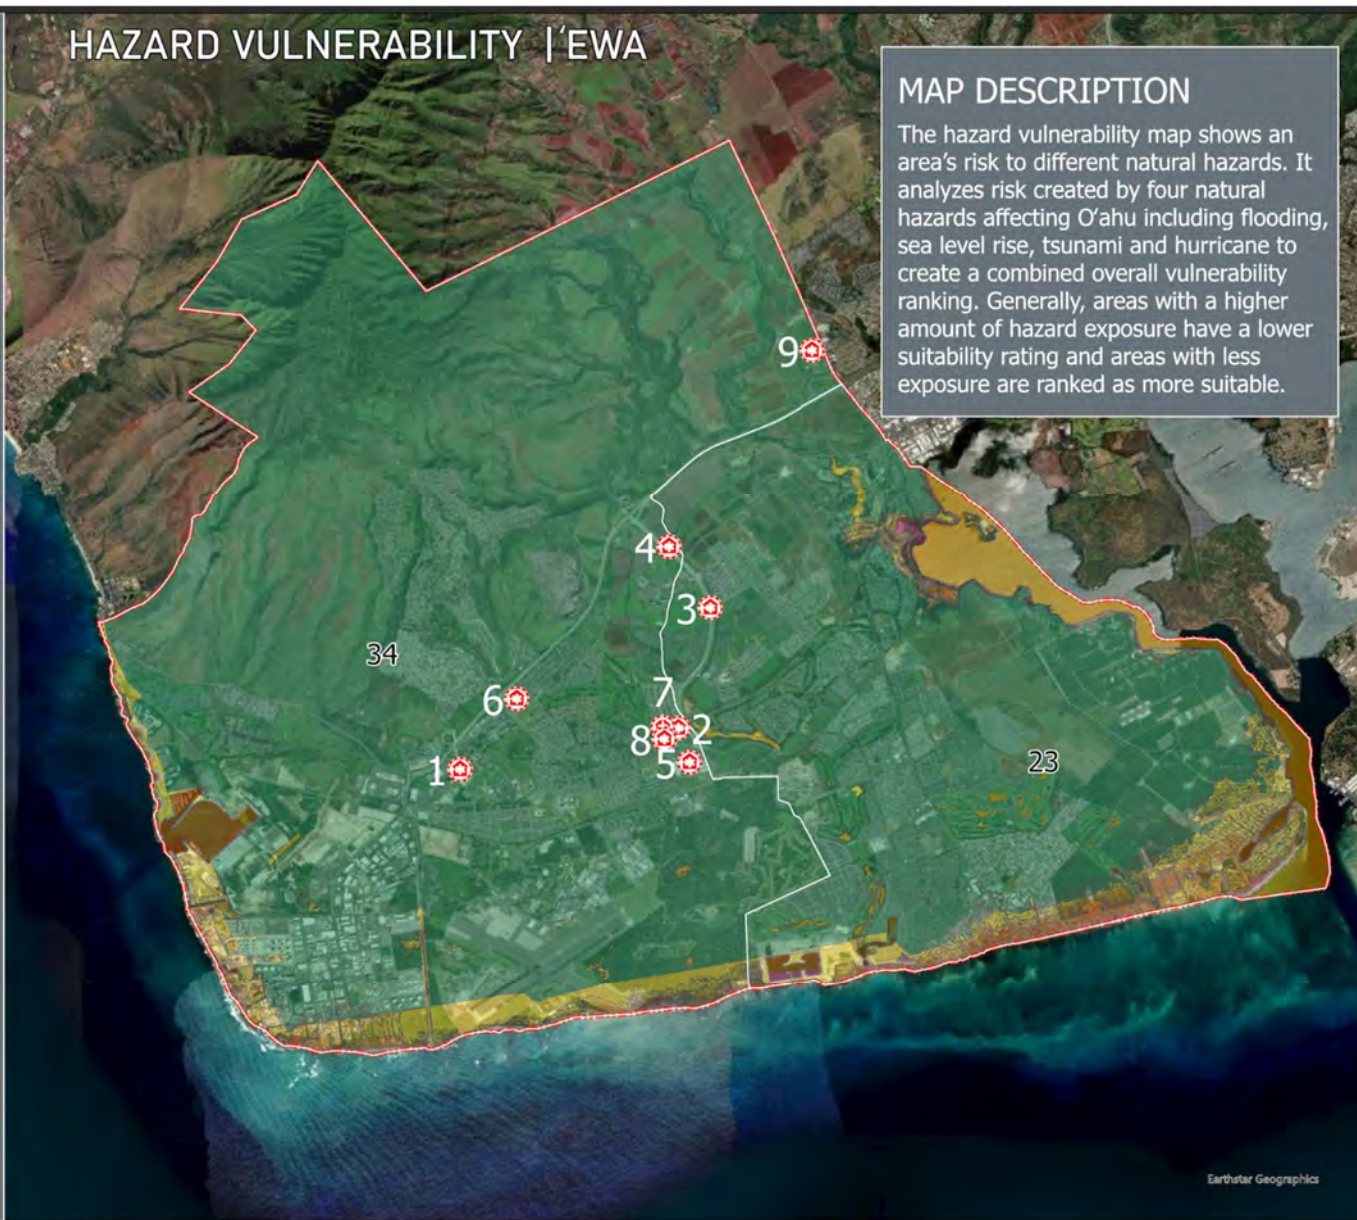 HAZARD VULNERABILITY | ʻEWA
MAP DESCRIPTION
The hazard vulnerability map shows an
area's risk to different natural hazards. It
analyzes risk created by four natural
hazards affecting Oʻahu including flooding,
sea level rise, tsunami and hurricane to
create a combined overall vulnerability
ranking. Generally, areas with a higher
amount of hazard exposure have a lower
suitability rating and areas with less
exposure are ranked as more suitable.
9
4
3
34
6
7
2
8
5
1
23
Earthstar Geographics